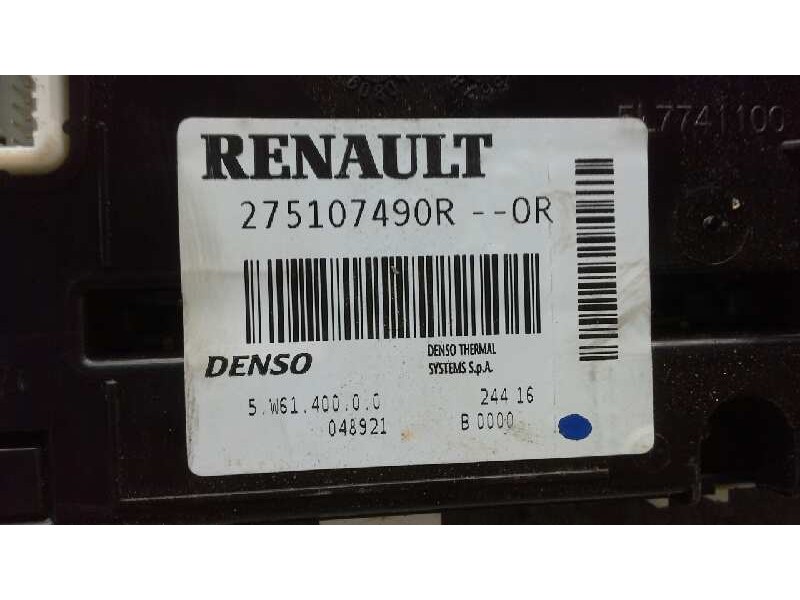 5L7741100
RENAULT
275107490R --0R
DENSO
DENSO THERMAL
SYSTEMS S.p.A.
5.W61.400.0.0
244 16
048921
B 0000